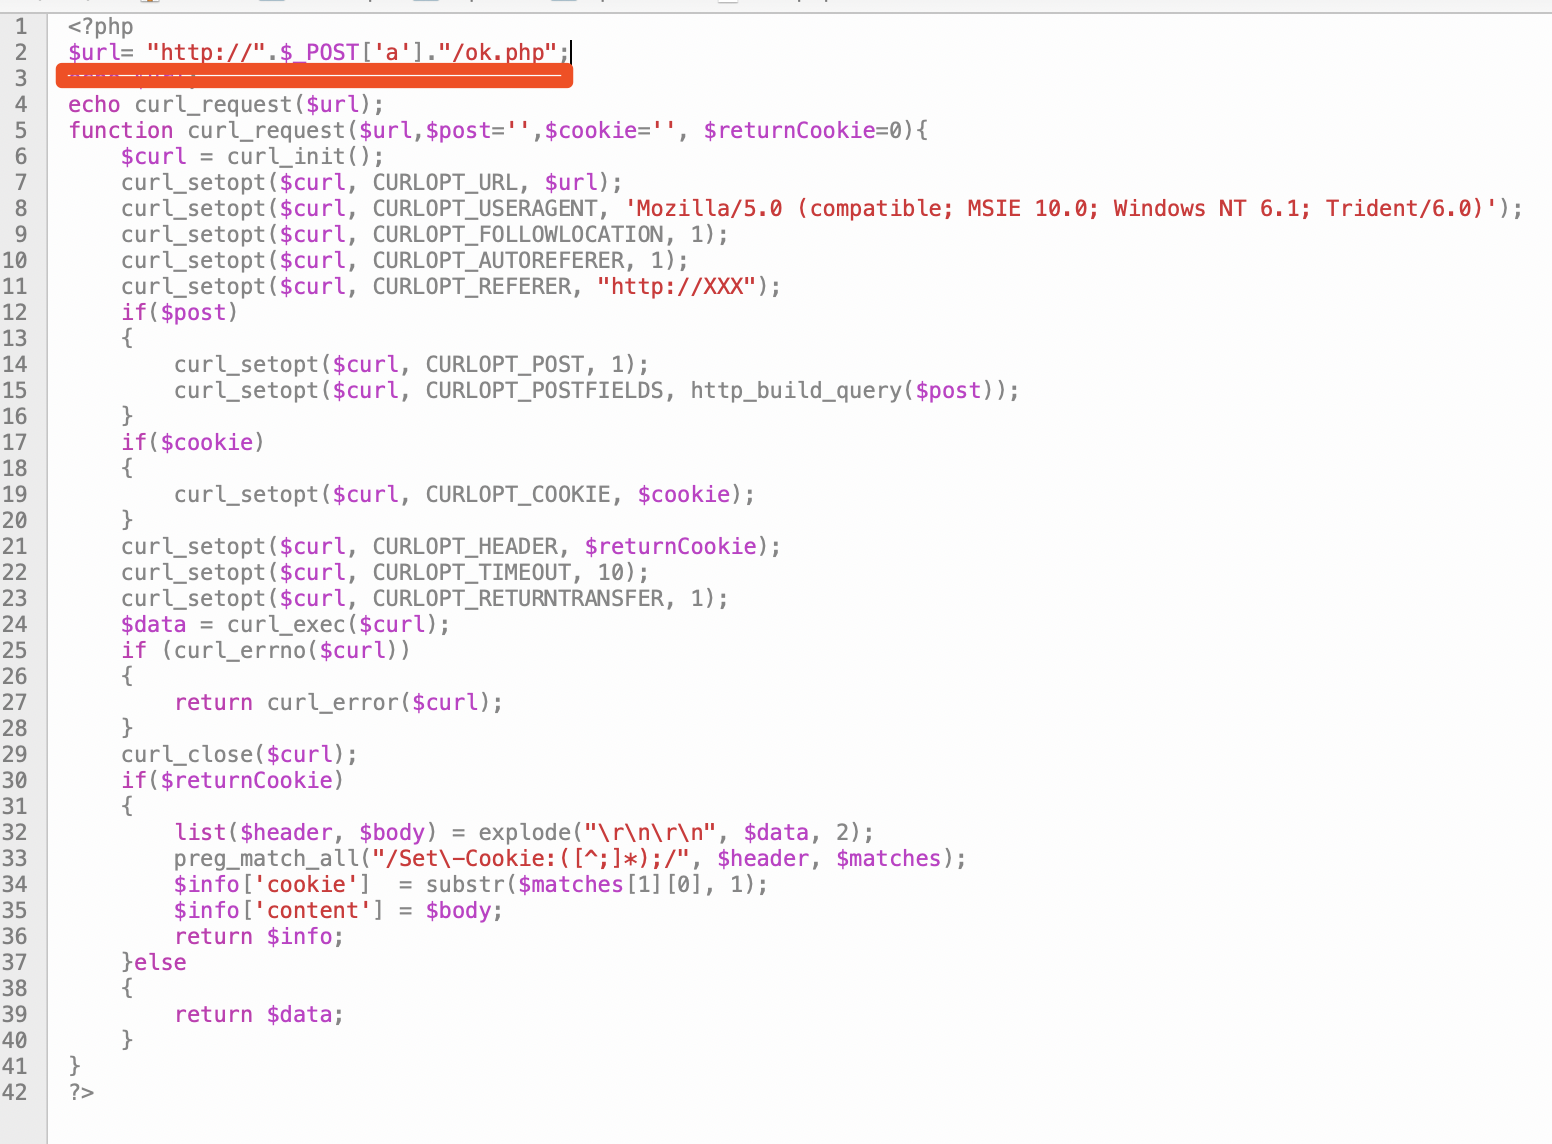 1 <?php
2 $url= "http://".$_POST['a']."/ok.php";
3
4 echo curl_request($url);
5 function curl_request($url,$post='',$cookie='', $returnCookie=0){
6 $curl = curl_init();
7 curl_setopt($curl, CURLOPT_URL, $url);
8 curl_setopt($curl, CURLOPT_USERAGENT, 'Mozilla/5.0 (compatible; MSIE 10.0; Windows NT 6.1; Trident/6.0)');
9 curl_setopt($curl, CURLOPT_FOLLOWLOCATION, 1);
10 curl_setopt($curl, CURLOPT_AUTOREFERER, 1);
11 curl_setopt($curl, CURLOPT_REFERER, "http://XXX");
12 if($post)
13 {
14 curl_setopt($curl, CURLOPT_POST, 1);
15 curl_setopt($curl, CURLOPT_POSTFIELDS, http_build_query($post));
16 }
17 if($cookie)
18 {
19 curl_setopt($curl, CURLOPT_COOKIE, $cookie);
20 }
21 curl_setopt($curl, CURLOPT_HEADER, $returnCookie);
22 curl_setopt($curl, CURLOPT_TIMEOUT, 10);
23 curl_setopt($curl, CURLOPT_RETURNTRANSFER, 1);
24 $data = curl_exec($curl);
25 if (curl_errno($curl))
26 {
27 return curl_error($curl);
28 }
29 curl_close($curl);
30 if($returnCookie)
31 {
32 list($header, $body) = explode("\r\n\r\n", $data, 2);
33 preg_match_all("/Set\-Cookie:([^;]*);/", $header, $matches);
34 $info['cookie']  = substr($matches[1][0], 1);
35 $info['content'] = $body;
36 return $info;
37 }else
38 {
39 return $data;
40 }
41 }
42 ?>